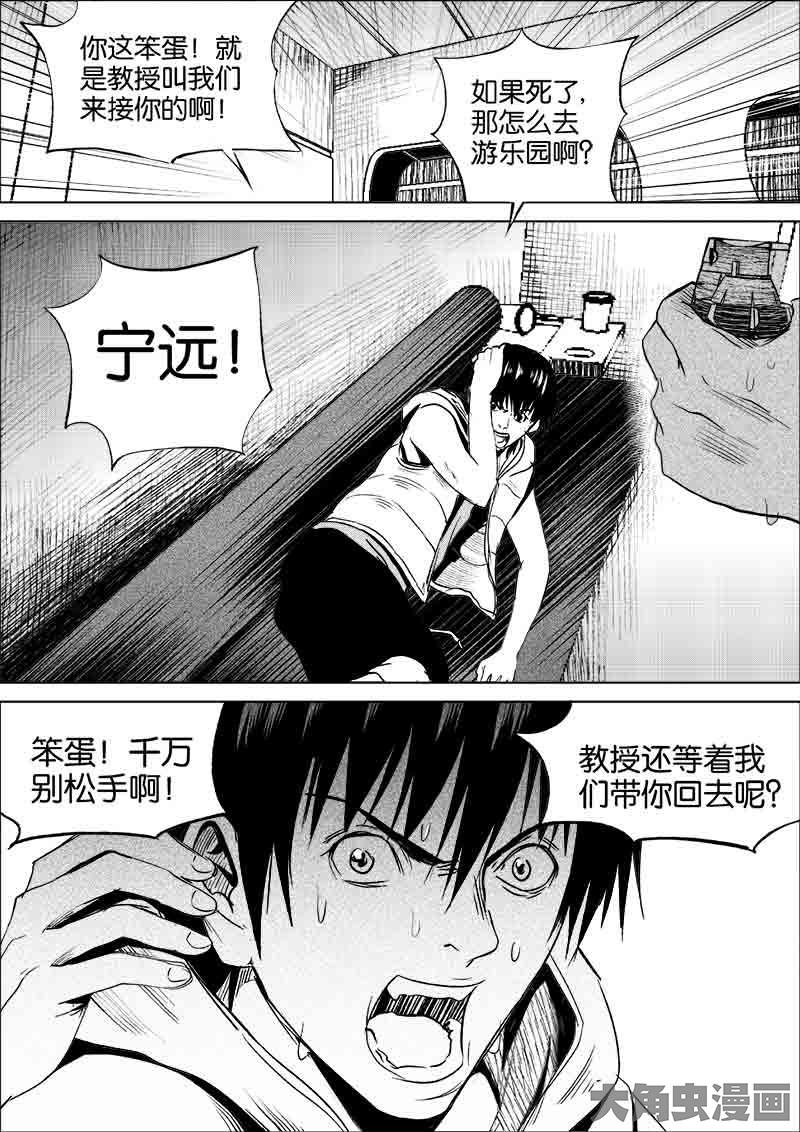 你这笨蛋！就
是教授叫我们
来接你的啊！
如果死了，
那怎么去
游乐园啊？
宁远！
笨蛋！千万
别松手啊！
教授还等着我
们带你回去呢？
大角虫漫画